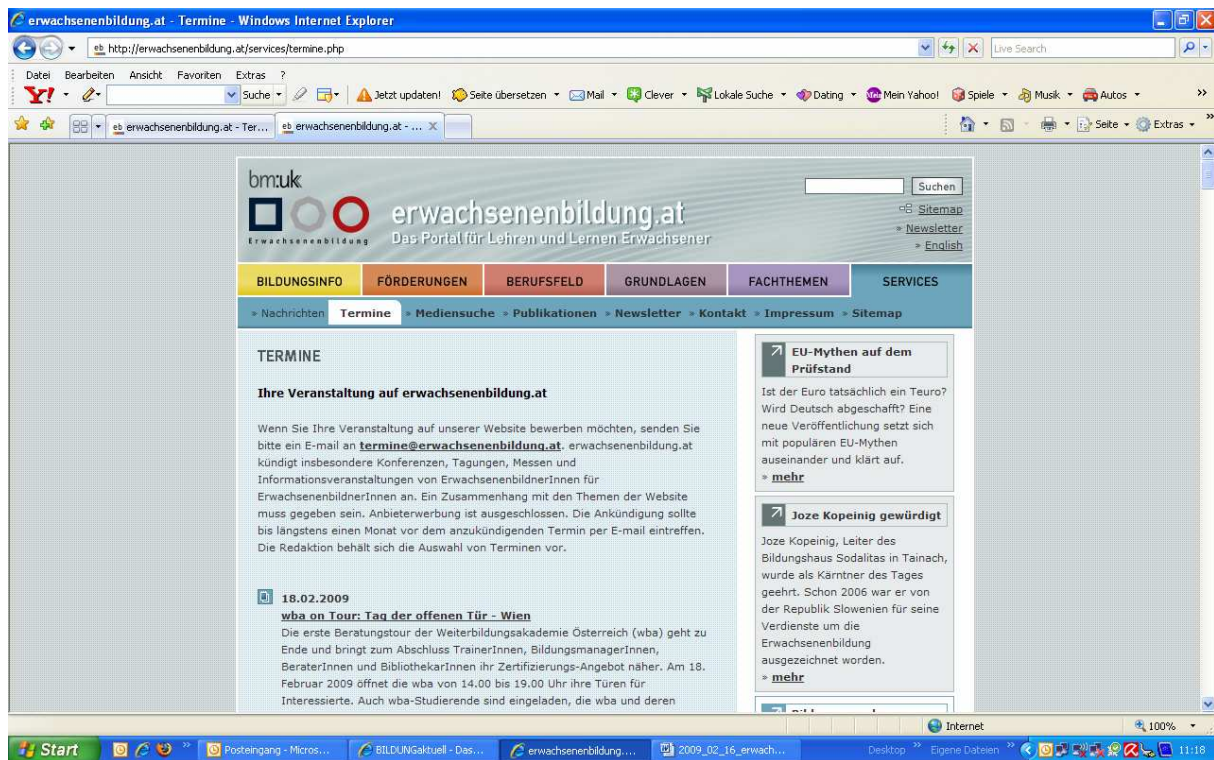 erwachsenenbildung.at - Termine - Windows Internet Explorer
http://erwachsenenbildung.at/services/termine.php
Live Search
Datei Bearbeiten Ansicht Favoriten Extras ?
Y! Suche Jetzt updaten! Seite übersetzen Mail Clever Lokale Suche Dating Mein Yahoo! Spiele Musik Autos »
erwachsenenbildung.at - Ter... erwachsenenbildung.at - ... X Seite Extras »
bm:uk
Suchen
Sitemap
» Newsletter
» English
erwachsenenbildung.at
Das Portal für Lehren und Lernen Erwachsener
Erwachsenenbildung
BILDUNGSINFO FÖRDERUNGEN BERUFSFELD GRUNDLAGEN FACHTHEMEN SERVICES
» Nachrichten Termine » Mediensuche » Publikationen » Newsletter » Kontakt » Impressum » Sitemap
TERMINE
Ihre Veranstaltung auf erwachsenenbildung.at
Wenn Sie Ihre Veranstaltung auf unserer Website bewerben möchten, senden Sie
bitte ein E-mail an termine@erwachsenenbildung.at. erwachsenenbildung.at
kündigt insbesondere Konferenzen, Tagungen, Messen und
Informationsveranstaltungen von ErwachsenenbildnerInnen für
ErwachsenenbildnerInnen an. Ein Zusammenhang mit den Themen der Website
muss gegeben sein. Anbieterwerbung ist ausgeschlossen. Die Ankündigung sollte
bis längstens einen Monat vor dem anzukündigenden Termin per E-mail eintreffen.
Die Redaktion behält sich die Auswahl von Terminen vor.
18.02.2009
wba on Tour: Tag der offenen Tür - Wien
Die erste Beratungstour der Weiterbildungsakademie Österreich (wba) geht zu
Ende und bringt zum Abschluss TrainerInnen, BildungsmanagerInnen,
BeraterInnen und BibliothekarInnen ihr Zertifizierungs-Angebot näher. Am 18.
Februar 2009 öffnet die wba von 14.00 bis 19.00 Uhr ihre Türen für
Interessierte. Auch wba-Studierende sind eingeladen, die wba und deren
EU-Mythen auf dem
Prüfstand
Ist der Euro tatsächlich ein Teuro?
Wird Deutsch abgeschafft? Eine
neue Veröffentlichung setzt sich
mit populären EU-Mythen
auseinander und klärt auf.
» mehr
Joze Kopeinig gewürdigt
Joze Kopeinig, Leiter des
Bildungshaus Sodalitas in Tainach,
wurde als Kärntner des Tages
geehrt. Schon 2006 war er von
der Republik Slowenien für seine
Verdienste um die
Erwachsenenbildung
ausgezeichnet worden.
» mehr
Internet 100%
Start » Posteingang - Micros... BILDUNGaktuell - Das... erwachsenenbildung.... 2009_02_16_erwach... Desktop » Eigene Dateien » 11:18